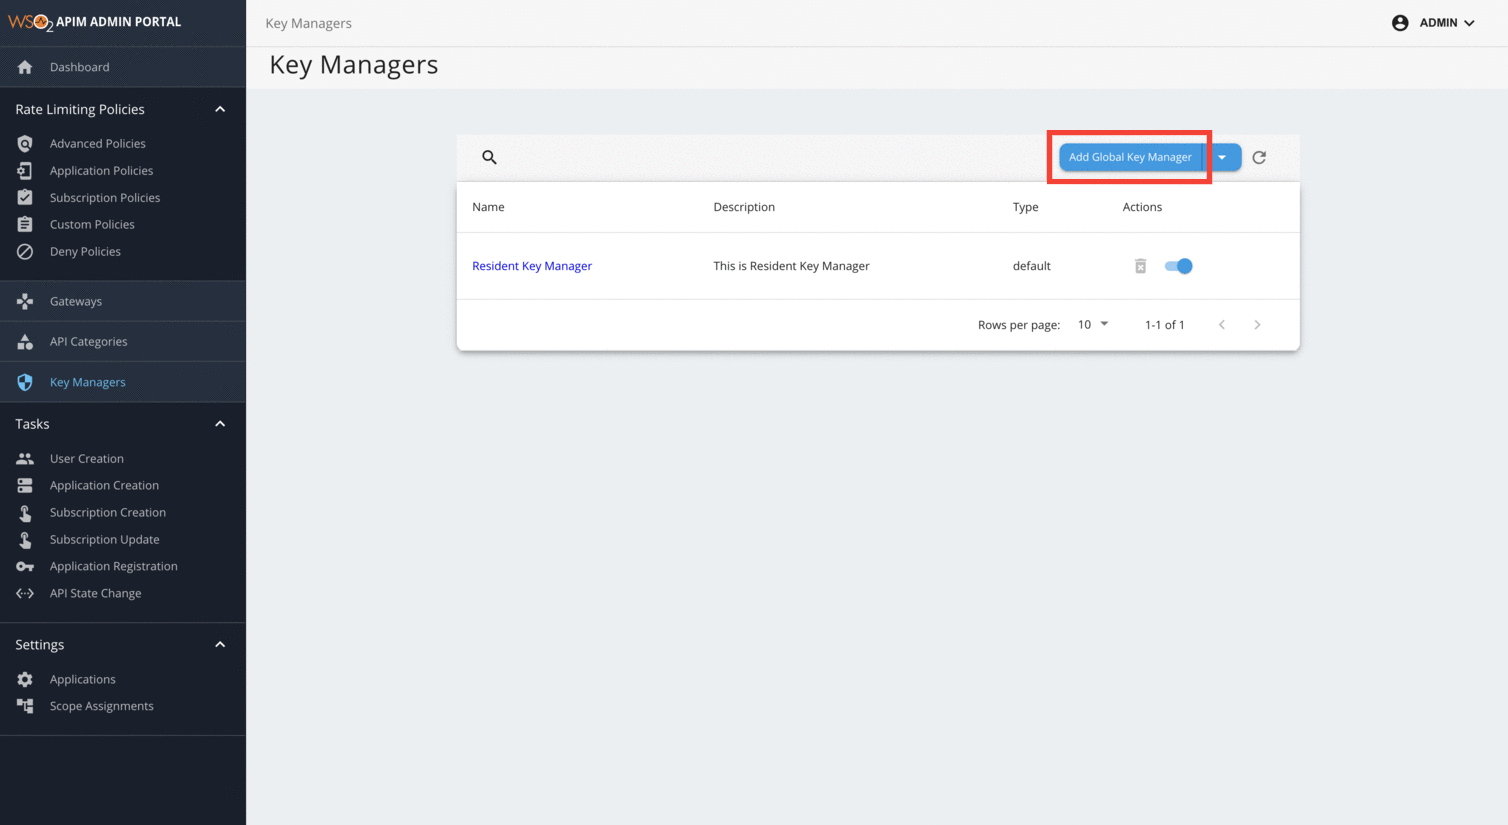 WSO2 APIM ADMIN PORTAL
Key Managers
ADMIN
Key Managers
Dashboard
Rate Limiting Policies
Advanced Policies
Application Policies
Subscription Policies
Custom Policies
Deny Policies
Gateways
API Categories
Key Managers
Tasks
User Creation
Application Creation
Subscription Creation
Subscription Update
Application Registration
API State Change
Settings
Applications
Scope Assignments
Add Global Key Manager
Name Description Type Actions
Resident Key Manager This is Resident Key Manager default
Rows per page: 10 1-1 of 1